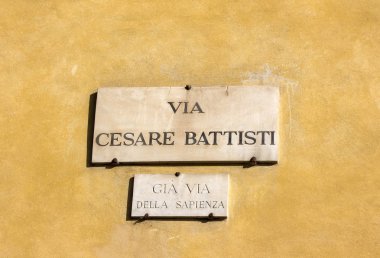 VIA
CESARE BATTISTI
GIÀ VIA
DELLA SAPIENZA